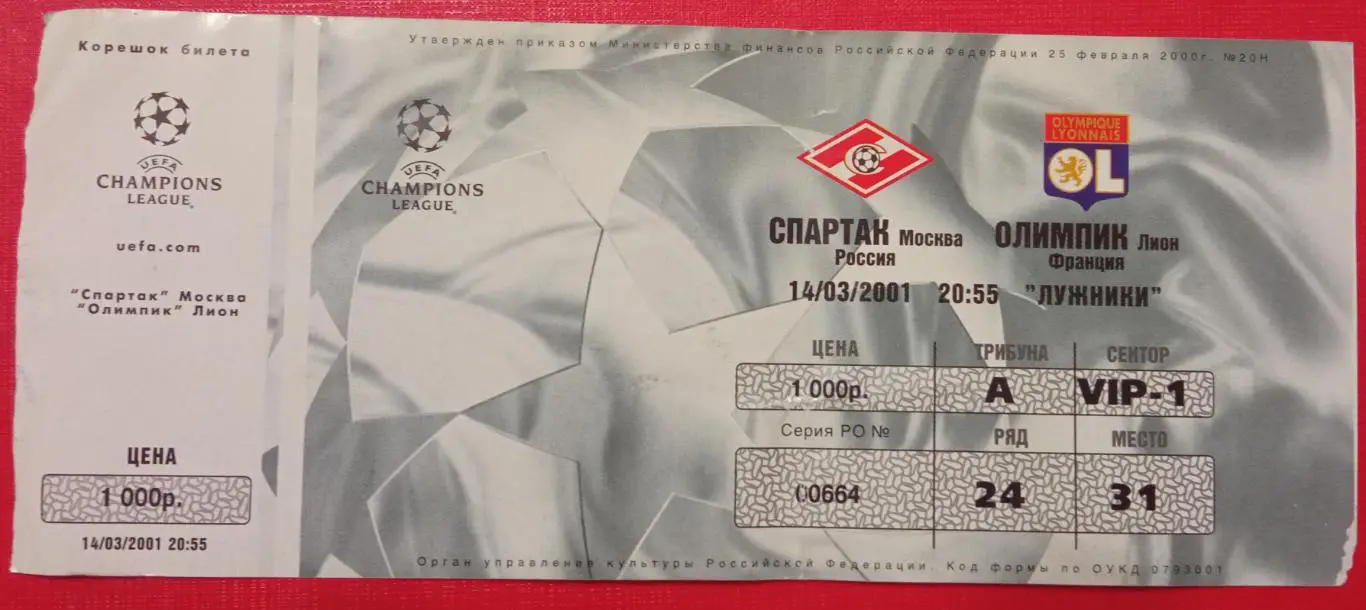 Корешок билета
UEFA
CHAMPIONS
LEAGUE
uefa.com
"Спартак" Москва
"Олимпик" Лион
ЦЕНА
1 000р.
14/03/2001 20:55
Утвержден приказом Министерства финансов Российской Федерации 25 февраля 2000г. №20Н
UEFA
CHAMPIONS
LEAGUE
OLYMPIQUE
LYONNAIS
OL
СПАРТАК Москва ОЛИМПИК Лион
Россия Франция
14/03/2001 20:55 "ЛУЖНИКИ"
ЦЕНА ТРИБУНА СЕКТОР
1 000р. А VIP-1
Серия РО № РЯД МЕСТО
00664 24 31
Орган управления культуры Российской Федерации. Код формы по ОУКД 0793001